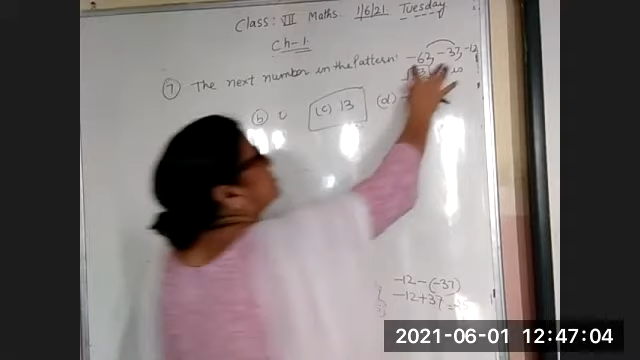 Class: VII Maths. 1/6/21 Tuesday
Ch-1
7 The next number in the Pattern: -62, -37, -12
is
(b) (c) 13 (d)
-12-(-37)
-12+37
2021-06-01 12:47:04